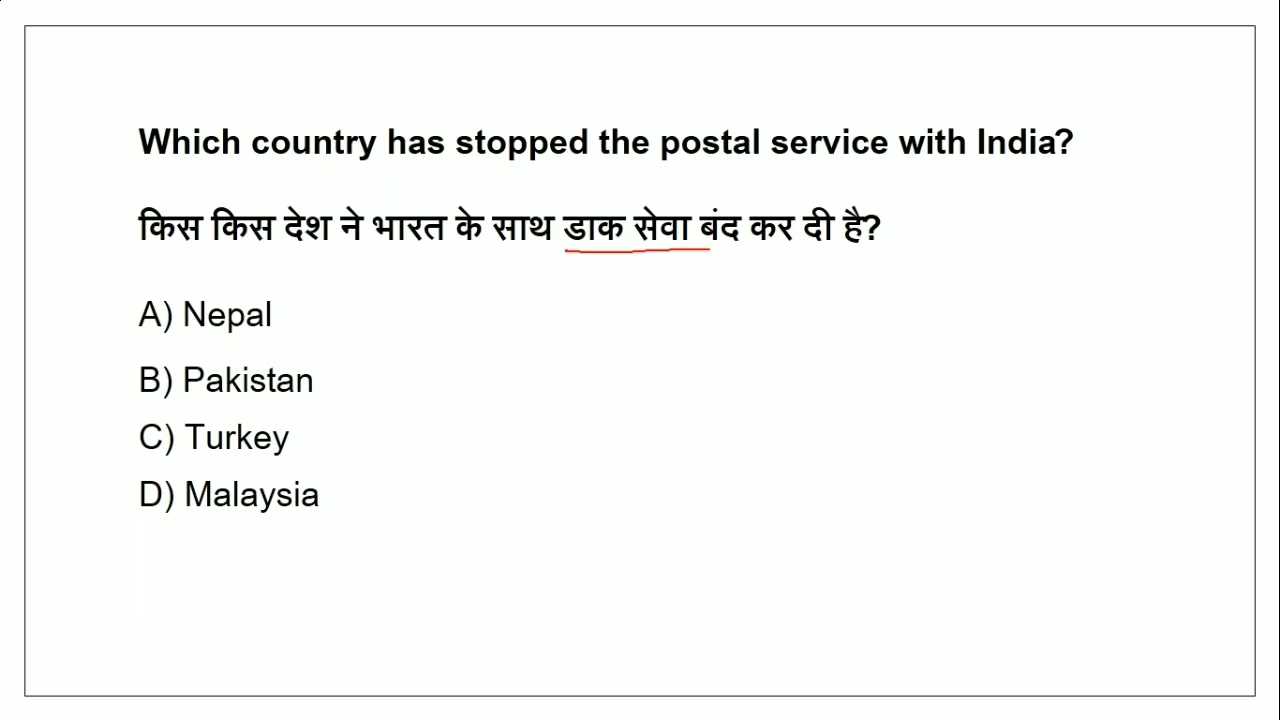 Which country has stopped the postal service with India?
किस किस देश ने भारत के साथ डाक सेवा बंद कर दी है?
A) Nepal
B) Pakistan
C) Turkey
D) Malaysia